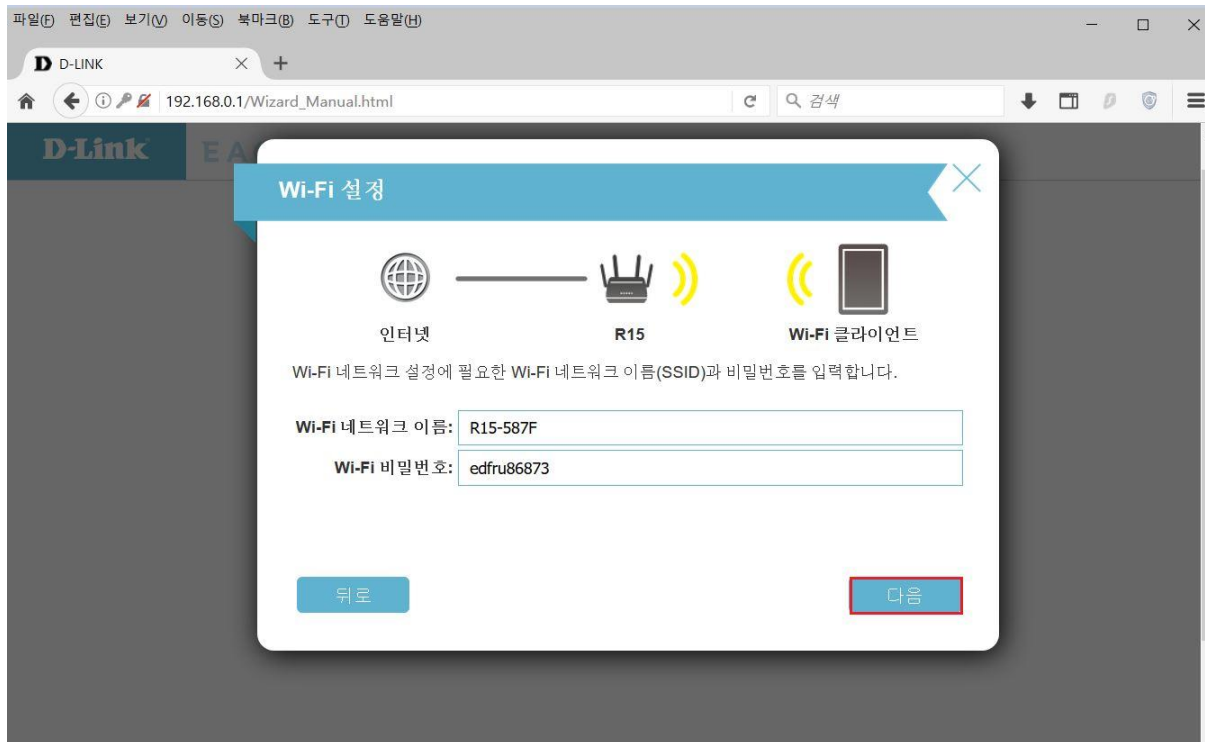 파일(F) 편집(E) 보기(V) 이동(S) 북마크(B) 도구(T) 도움말(H)
D D-LINK
192.168.0.1/Wizard_Manual.html
검색
D-Link
EA
Wi-Fi 설정
인터넷 R15 Wi-Fi 클라이언트
Wi-Fi 네트워크 설정에 필요한 Wi-Fi 네트워크 이름(SSID)과 비밀번호를 입력합니다.
Wi-Fi 네트워크 이름: R15-587F
Wi-Fi 비밀번호: edfru86873
뒤로 다음